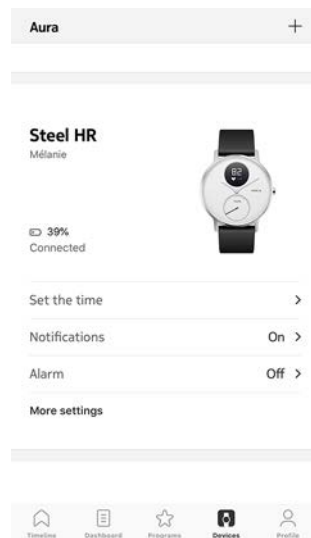 Aura +
Steel HR
Mélanie
82
39%
Connected
Set the time >
Notifications On >
Alarm Off >
More settings
Timeline Dashboard Programs Devices Profile